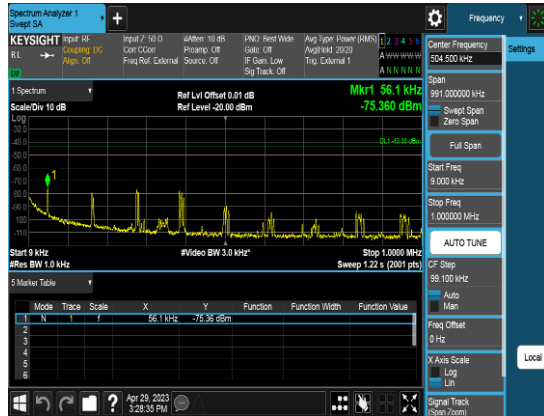 Spectrum Analyzer 1
Swept SA
+
Frequency
KEYSIGHT
Input: RF
Coupling: DC
Align: Off
Input Z: 50 Ω
Corr CCorr
Freq Ref: External
#Atten: 10 dB
Preamp: Off
Source: Off
PNO: Best Wide
Gate: Off
IF Gain: Low
Sig Track: Off
Avg Type: Power (RMS)
Avg|Hold: 20/20
Trig: External 1
1 2 3 4 5 6
A W W W W W
A N N N N N
RL
1 Spectrum
Scale/Div 10 dB
Ref Lvl Offset 0.01 dB
Ref Level -20.00 dBm
Mkr1 56.1 kHz
-75.360 dBm
Log
-30.0
-40.0
-60.0
-70.0
-80.0
-90.0
-100
-110
DL1 -43.00 dBm
1
Start 9 kHz
#Res BW 1.0 kHz
#Video BW 3.0 kHz*
Stop 1.0000 MHz
Sweep 1.22 s (2001 pts)
5 Marker Table
Mode Trace Scale X Y Function Function Width Function Value
1 N 1 f 56.1 kHz -75.36 dBm
2
3
4
5
6
Apr 29, 2023
3:28:35 PM
Center Frequency
504.500 kHz
Settings
Span
991.000000 kHz
Swept Span
Zero Span
Full Span
Start Freq
9.000 kHz
Stop Freq
1.000000 MHz
AUTO TUNE
CF Step
99.100 kHz
Auto
Man
Freq Offset
0 Hz
X Axis Scale
Log
Lin
Local
Signal Track
(Span Zoom)